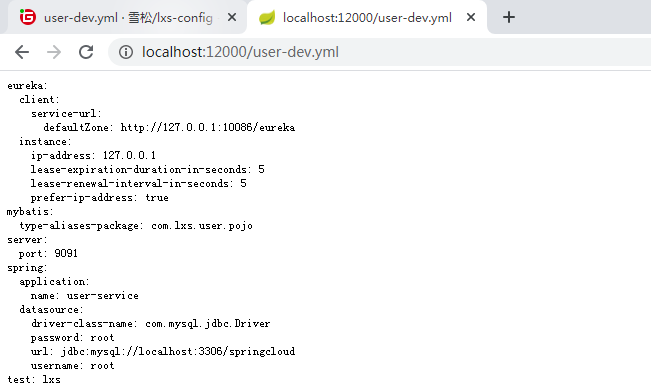 user-dev.yml · 雪松/lxs-config
localhost:12000/user-dev.yml
localhost:12000/user-dev.yml
eureka:
  client:
    service-url:
      defaultZone: http://127.0.0.1:10086/eureka
  instance:
    ip-address: 127.0.0.1
    lease-expiration-duration-in-seconds: 5
    lease-renewal-interval-in-seconds: 5
    prefer-ip-address: true
mybatis:
  type-aliases-package: com.lxs.user.pojo
server:
  port: 9091
spring:
  application:
    name: user-service
  datasource:
    driver-class-name: com.mysql.jdbc.Driver
    password: root
    url: jdbc:mysql://localhost:3306/springcloud
    username: root
test: lxs